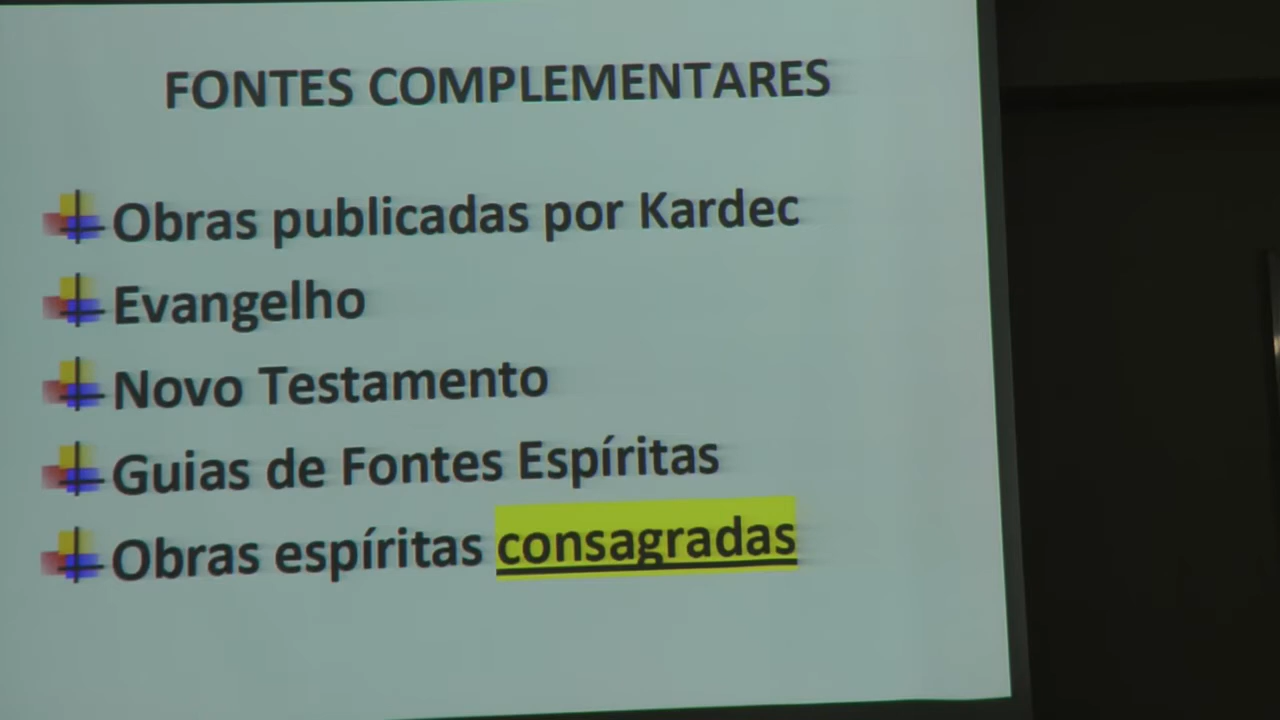 FONTES COMPLEMENTARES
Obras publicadas por Kardec
Evangelho
Novo Testamento
Guias de Fontes Espíritas
Obras espíritas consagradas